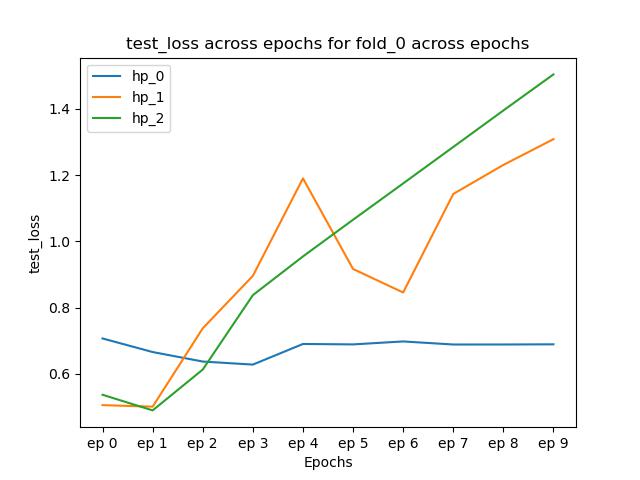 test_loss across epochs for fold_0 across epochs
hp_0
hp_1
hp_2
test_loss
1.4
1.2
1.0
0.8
0.6
ep 0 ep 1 ep 2 ep 3 ep 4 ep 5 ep 6 ep 7 ep 8 ep 9
Epochs